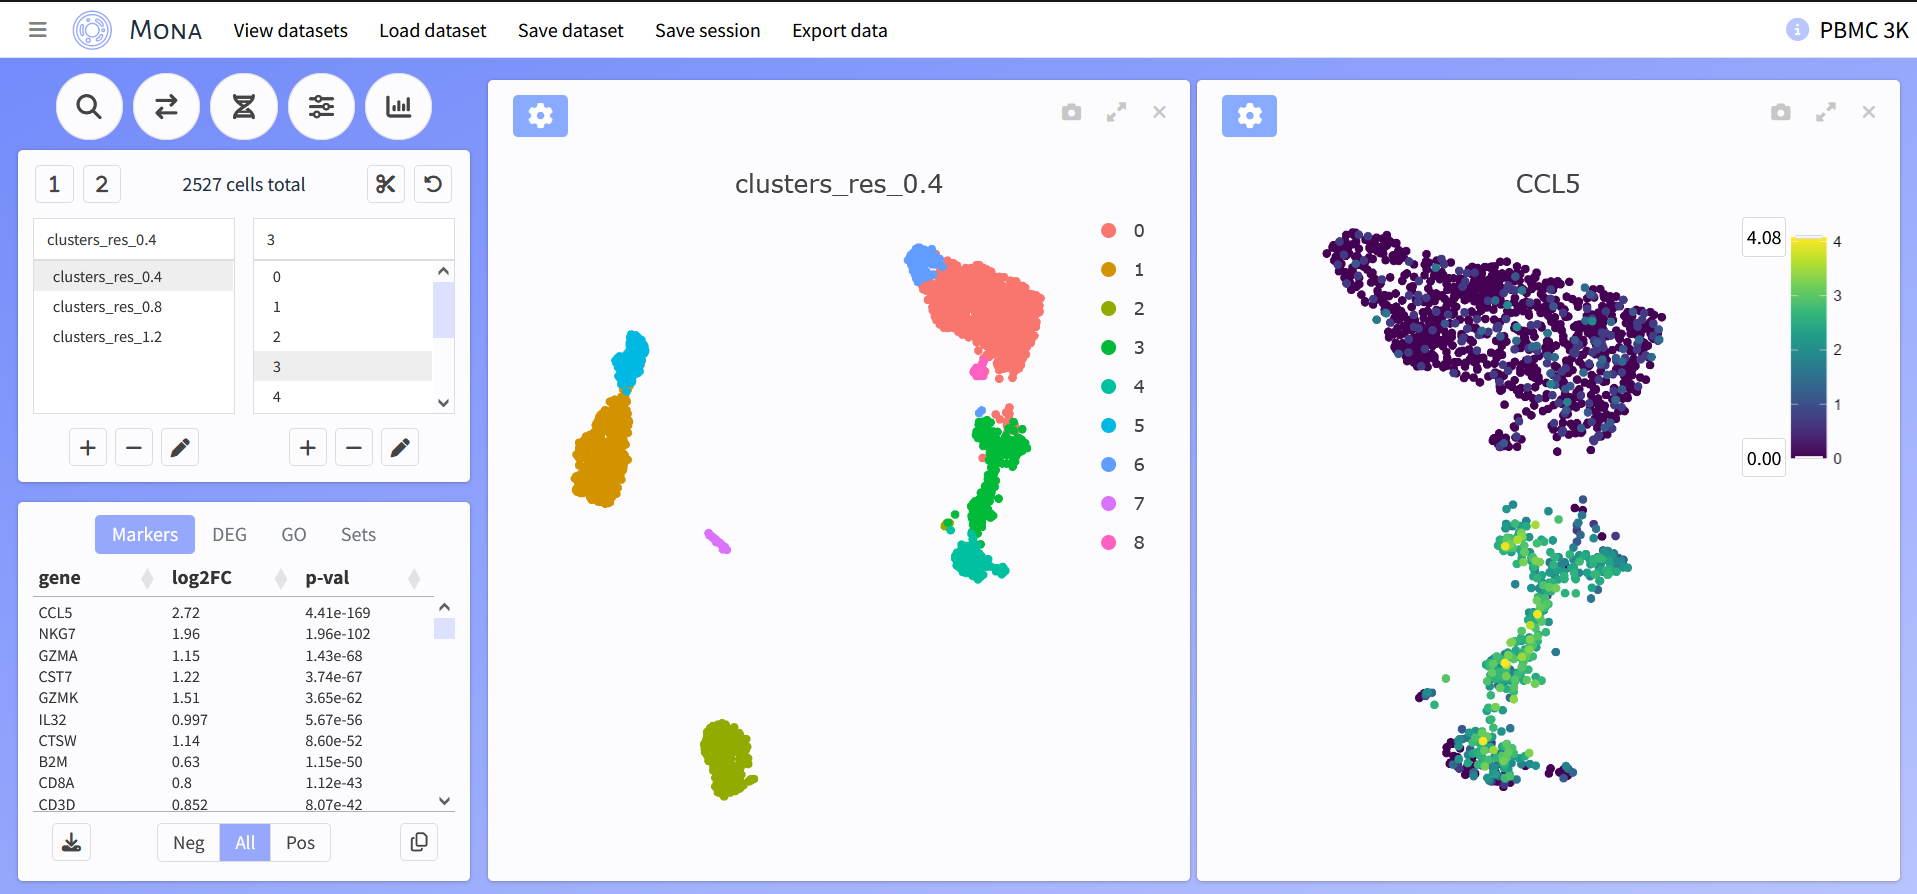 MONA View datasets Load dataset Save dataset Save session Export data i PBMC 3K
1 2 2527 cells total
clusters_res_0.4
clusters_res_0.4
clusters_res_0.8
clusters_res_1.2
3
0
1
2
3
4
Markers DEG GO Sets
gene log2FC p-val
CCL5 2.72 4.41e-169
NKG7 1.96 1.96e-102
GZMA 1.15 1.43e-68
CST7 1.22 3.74e-67
GZMK 1.51 3.65e-62
IL32 0.997 5.67e-56
CTSW 1.14 8.60e-52
B2M 0.63 1.15e-50
CD8A 0.8 1.12e-43
CD3D 0.852 8.07e-42
Neg All Pos
clusters_res_0.4
0
1
2
3
4
5
6
7
8
CCL5
4.08
0.00
4
3
2
1
0